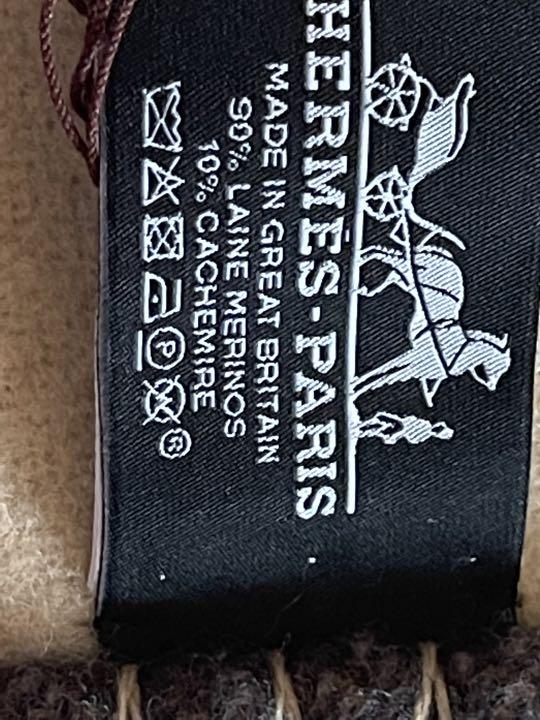 HERMÈS-PARIS
MADE IN GREAT BRITAIN
90% LAINE MERINOS
10% CACHEMIRE
P
®